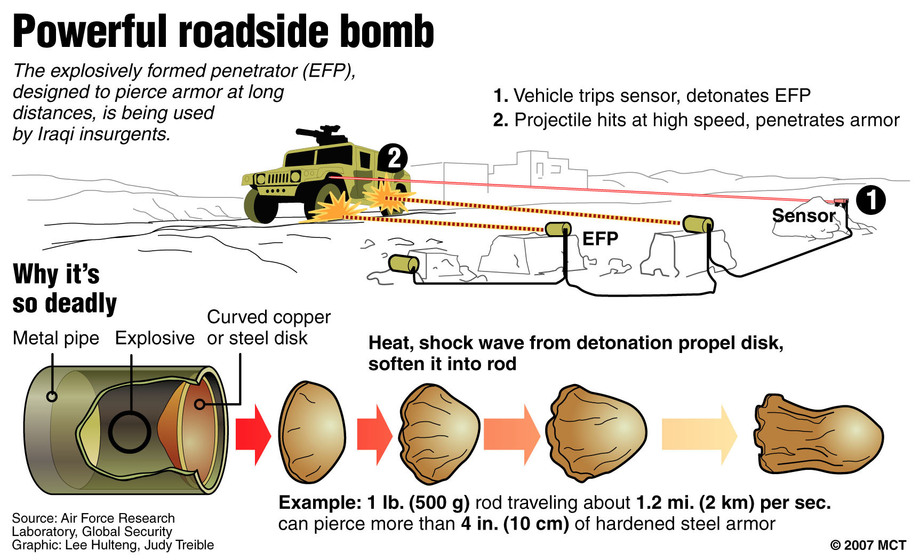 Powerful roadside bomb
The explosively formed penetrator (EFP),
designed to pierce armor at long
distances, is being used
by Iraqi insurgents.
1. Vehicle trips sensor, detonates EFP
2. Projectile hits at high speed, penetrates armor
2
1
Sensor
EFP
Why it's
so deadly
Metal pipe
Explosive
Curved copper
or steel disk
Heat, shock wave from detonation propel disk,
soften it into rod
Example: 1 lb. (500 g) rod traveling about 1.2 mi. (2 km) per sec.
can pierce more than 4 in. (10 cm) of hardened steel armor
Source: Air Force Research
Laboratory, Global Security
Graphic: Lee Hulteng, Judy Treible
© 2007 MCT